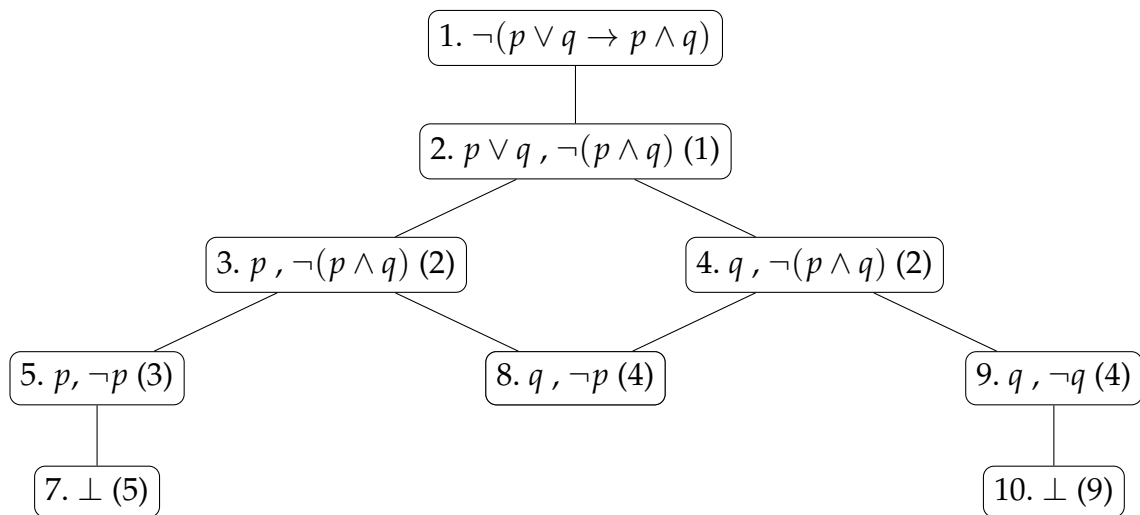 1. ¬(p ∨ q → p ∧ q)
2. p ∨ q , ¬(p ∧ q) (1)
3. p , ¬(p ∧ q) (2)
4. q , ¬(p ∧ q) (2)
5. p, ¬p (3)
8. q , ¬p (4)
9. q , ¬q (4)
7. ⊥ (5)
10. ⊥ (9)